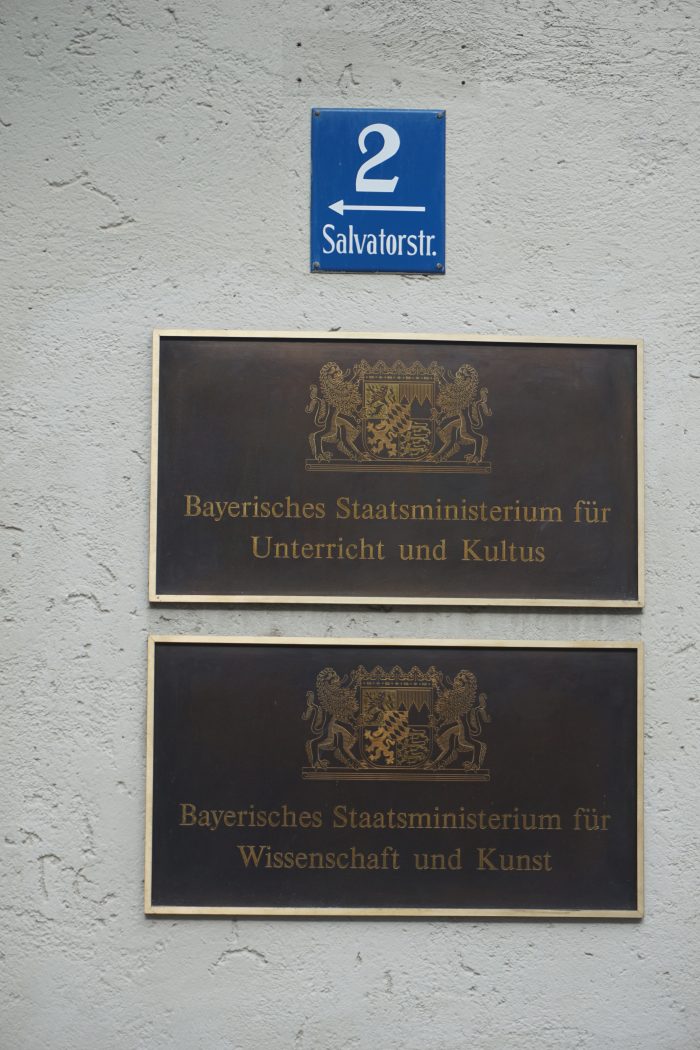 2
Salvatorstr.
Bayerisches Staatsministerium für
Unterricht und Kultus
Bayerisches Staatsministerium für
Wissenschaft und Kunst